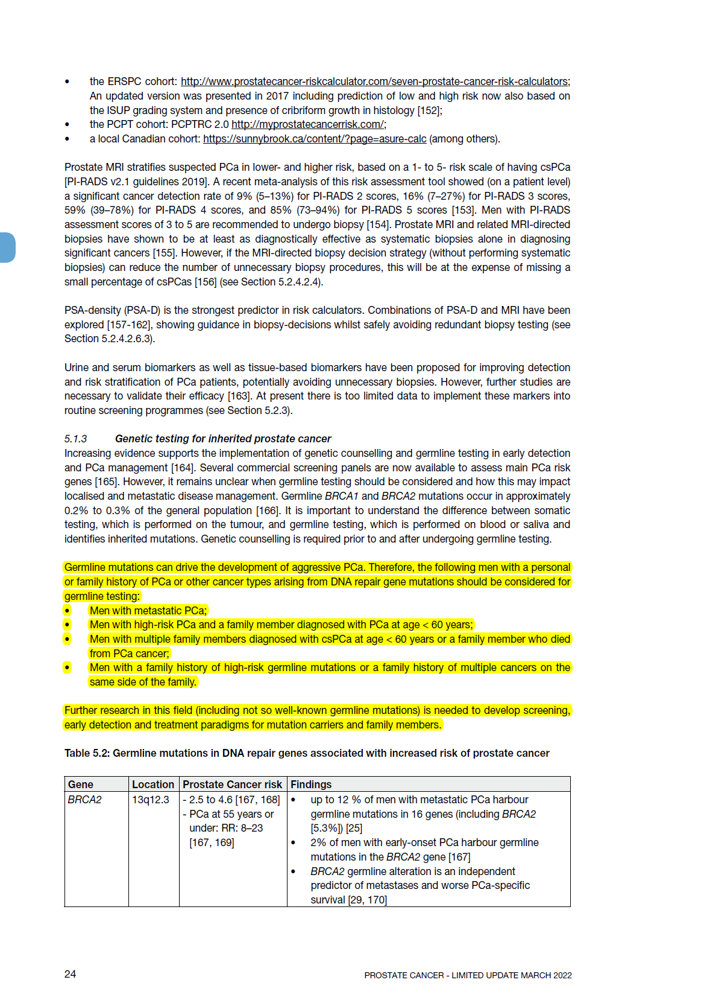 • the ERSPC cohort: http://www.prostatecancer-riskcalculator.com/seven-prostate-cancer-risk-calculators;
An updated version was presented in 2017 including prediction of low and high risk now also based on
the ISUP grading system and presence of cribriform growth in histology [152];
• the PCPT cohort: PCPTRC 2.0 http://myprostatecancerrisk.com/;
• a local Canadian cohort: https://sunnybrook.ca/content/?page=asure-calc (among others).
Prostate MRI stratifies suspected PCa in lower- and higher risk, based on a 1- to 5- risk scale of having csPCa
[PI-RADS v2.1 guidelines 2019]. A recent meta-analysis of this risk assessment tool showed (on a patient level)
a significant cancer detection rate of 9% (5–13%) for PI-RADS 2 scores, 16% (7–27%) for PI-RADS 3 scores,
59% (39–78%) for PI-RADS 4 scores, and 85% (73–94%) for PI-RADS 5 scores [153]. Men with PI-RADS
assessment scores of 3 to 5 are recommended to undergo biopsy [154]. Prostate MRI and related MRI-directed
biopsies have shown to be at least as diagnostically effective as systematic biopsies alone in diagnosing
significant cancers [155]. However, if the MRI-directed biopsy decision strategy (without performing systematic
biopsies) can reduce the number of unnecessary biopsy procedures, this will be at the expense of missing a
small percentage of csPCas [156] (see Section 5.2.4.2.4).
PSA-density (PSA-D) is the strongest predictor in risk calculators. Combinations of PSA-D and MRI have been
explored [157-162], showing guidance in biopsy-decisions whilst safely avoiding redundant biopsy testing (see
Section 5.2.4.2.6.3).
Urine and serum biomarkers as well as tissue-based biomarkers have been proposed for improving detection
and risk stratification of PCa patients, potentially avoiding unnecessary biopsies. However, further studies are
necessary to validate their efficacy [163]. At present there is too limited data to implement these markers into
routine screening programmes (see Section 5.2.3).
5.1.3 Genetic testing for inherited prostate cancer
Increasing evidence supports the implementation of genetic counselling and germline testing in early detection
and PCa management [164]. Several commercial screening panels are now available to assess main PCa risk
genes [165]. However, it remains unclear when germline testing should be considered and how this may impact
localised and metastatic disease management. Germline BRCA1 and BRCA2 mutations occur in approximately
0.2% to 0.3% of the general population [166]. It is important to understand the difference between somatic
testing, which is performed on the tumour, and germline testing, which is performed on blood or saliva and
identifies inherited mutations. Genetic counselling is required prior to and after undergoing germline testing.
Germline mutations can drive the development of aggressive PCa. Therefore, the following men with a personal
or family history of PCa or other cancer types arising from DNA repair gene mutations should be considered for
germline testing:
• Men with metastatic PCa;
• Men with high-risk PCa and a family member diagnosed with PCa at age < 60 years;
• Men with multiple family members diagnosed with csPCa at age < 60 years or a family member who died
from PCa cancer;
• Men with a family history of high-risk germline mutations or a family history of multiple cancers on the
same side of the family.
Further research in this field (including not so well-known germline mutations) is needed to develop screening,
early detection and treatment paradigms for mutation carriers and family members.
Table 5.2: Germline mutations in DNA repair genes associated with increased risk of prostate cancer
Gene Location Prostate Cancer risk Findings
BRCA2 13q12.3 - 2.5 to 4.6 [167, 168] • up to 12 % of men with metastatic PCa harbour
- PCa at 55 years or germline mutations in 16 genes (including BRCA2
under: RR: 8–23 [5.3%]) [25]
[167, 169] • 2% of men with early-onset PCa harbour germline
mutations in the BRCA2 gene [167]
• BRCA2 germline alteration is an independent
predictor of metastases and worse PCa-specific
survival [29, 170]
24 PROSTATE CANCER - LIMITED UPDATE MARCH 2022